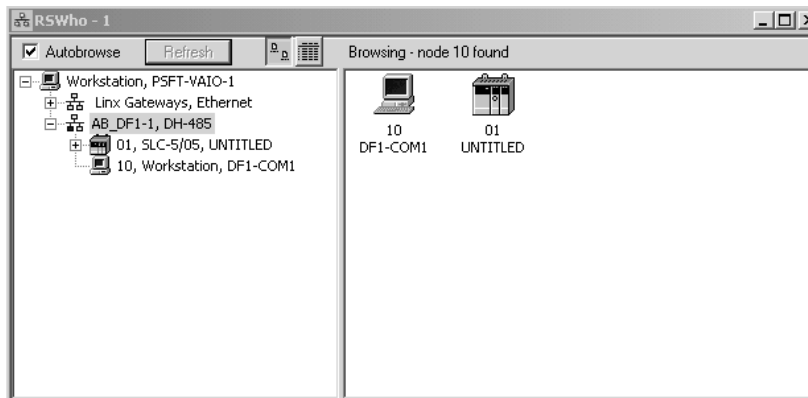 RSWho - 1
Autobrowse
Refresh
Browsing - node 10 found
Workstation, PSFT-VAIO-1
Linx Gateways, Ethernet
AB_DF1-1, DH-485
01, SLC-5/05, UNTITLED
10, Workstation, DF1-COM1
10
DF1-COM1
01
UNTITLED